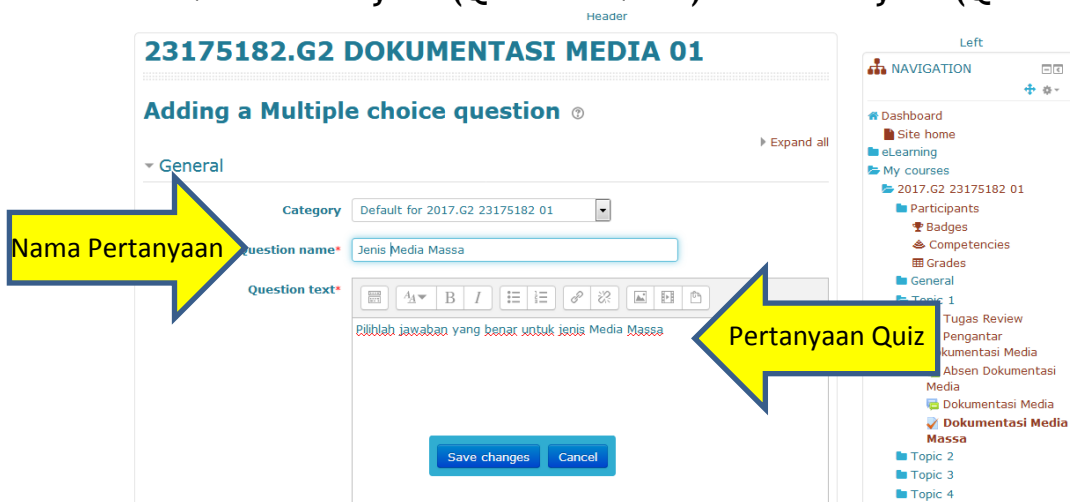 Header
23175182.G2 DOKUMENTASI MEDIA 01
Adding a Multiple choice question
Expand all
General
Category Default for 2017.G2 23175182 01
Nama Pertanyaan
Question name* Jenis Media Massa
Question text*
B I
Pilihlah jawaban yang benar untuk jenis Media Massa
Pertanyaan Quiz
Save changes Cancel
Left
NAVIGATION
Dashboard
Site home
eLearning
My courses
2017.G2 23175182 01
Participants
Badges
Competencies
Grades
General
Topic 1
Tugas Review
Pengantar
kumentasi Media
Absen Dokumentasi
Media
Dokumentasi Media
Dokumentasi Media
Massa
Topic 2
Topic 3
Topic 4